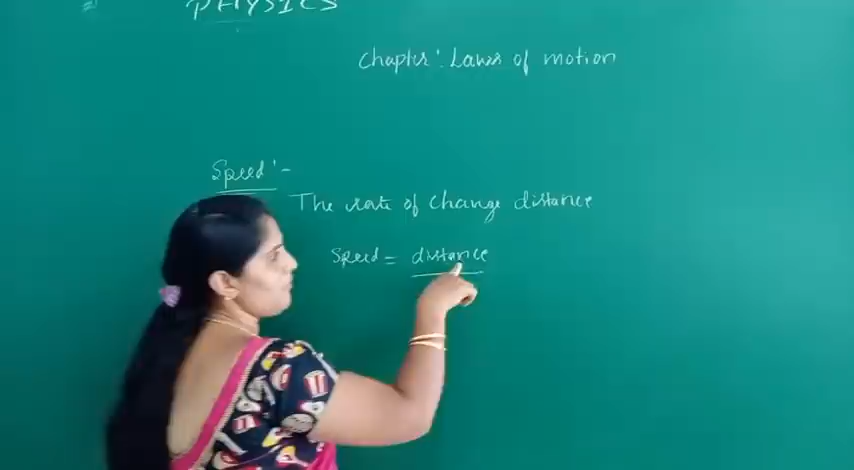 PHYSICS
Chapter: Laws of motion
Speed:-
The rate of change distance
Speed = distance